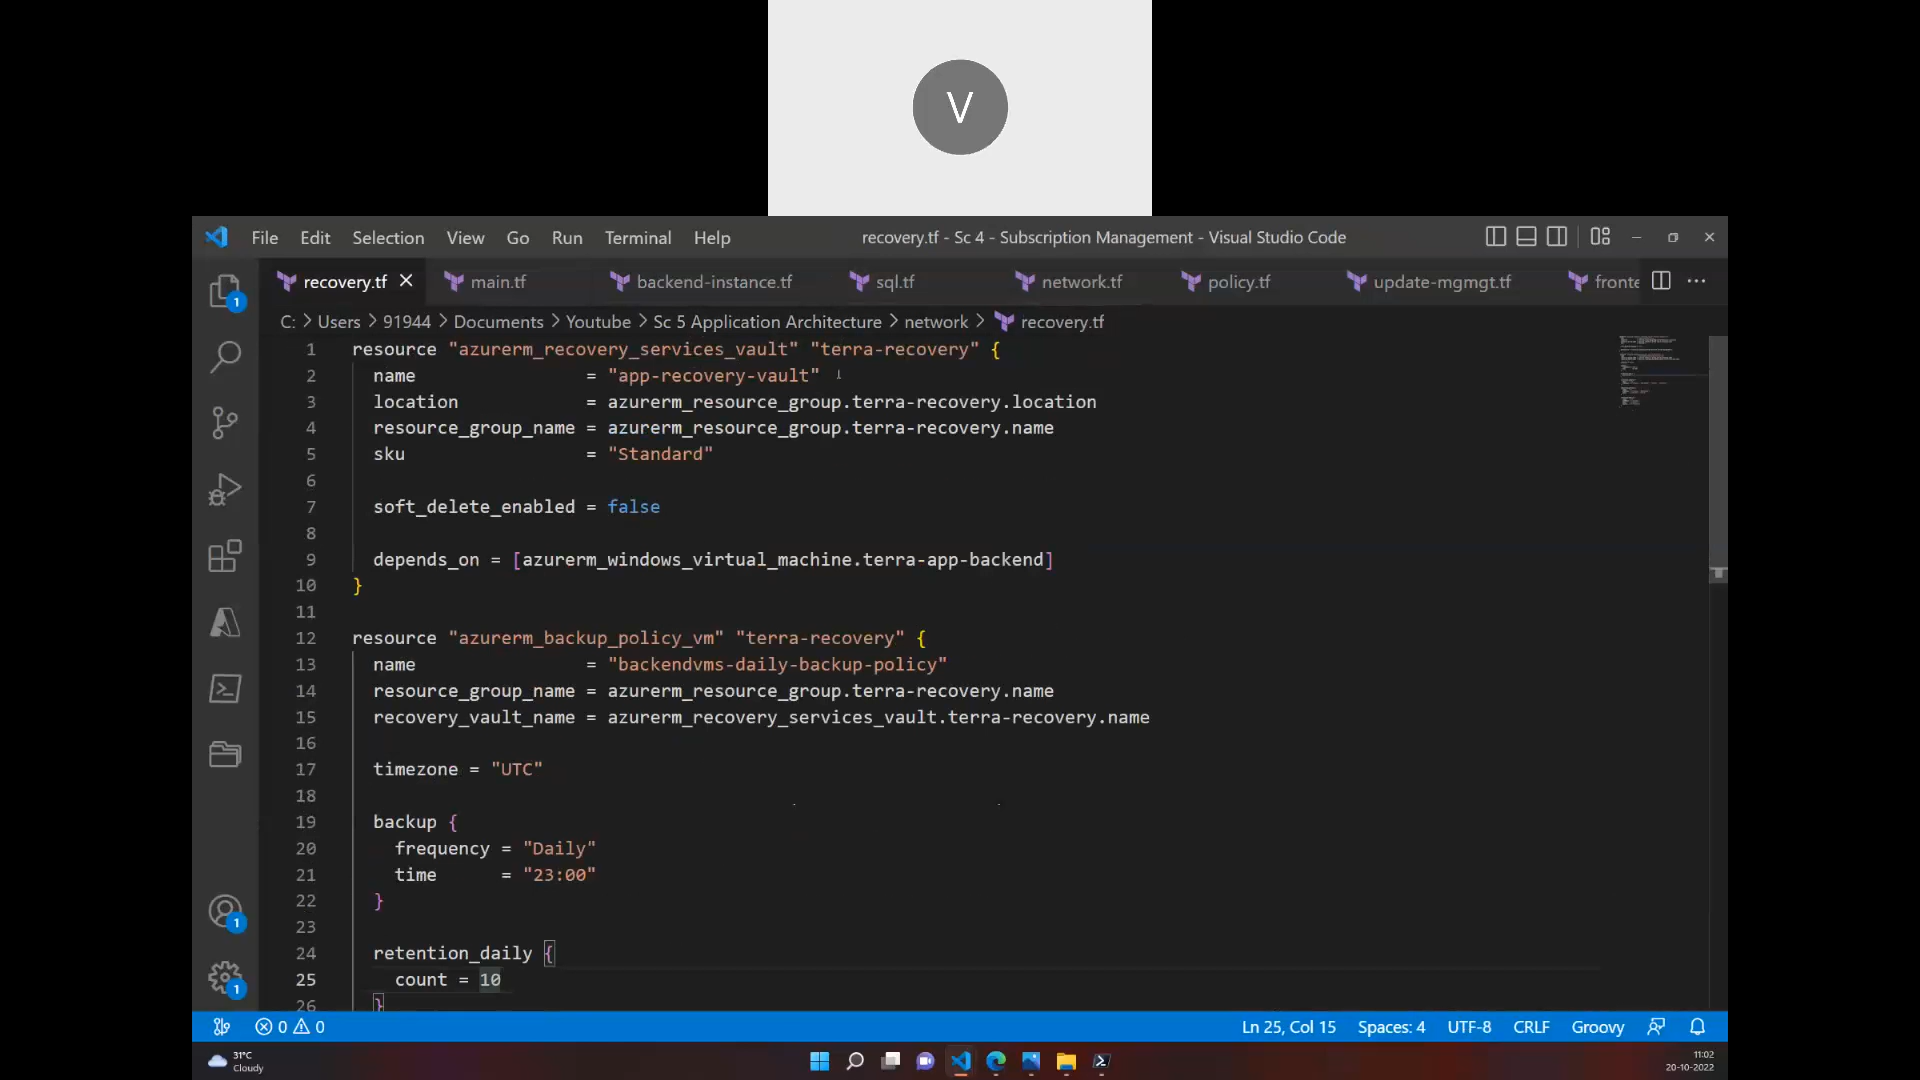 V
File Edit Selection View Go Run Terminal Help recovery.tf - Sc 4 - Subscription Management - Visual Studio Code
recovery.tf main.tf backend-instance.tf sql.tf network.tf policy.tf update-mgmgt.tf fronte
C: > Users > 91944 > Documents > Youtube > Sc 5 Application Architecture > network > recovery.tf
1 resource "azurerm_recovery_services_vault" "terra-recovery" {
2 name = "app-recovery-vault"
3 location = azurerm_resource_group.terra-recovery.location
4 resource_group_name = azurerm_resource_group.terra-recovery.name
5 sku = "Standard"
6
7 soft_delete_enabled = false
8
9 depends_on = [azurerm_windows_virtual_machine.terra-app-backend]
10 }
11
12 resource "azurerm_backup_policy_vm" "terra-recovery" {
13 name = "backendvms-daily-backup-policy"
14 resource_group_name = azurerm_resource_group.terra-recovery.name
15 recovery_vault_name = azurerm_recovery_services_vault.terra-recovery.name
16
17 timezone = "UTC"
18
19 backup {
20 frequency = "Daily"
21 time = "23:00"
22 }
23
24 retention_daily {
25 count = 10
26 }
1
1
1
0 0 Ln 25, Col 15 Spaces: 4 UTF-8 CRLF Groovy
31°C
Cloudy
11:02
20-10-2022